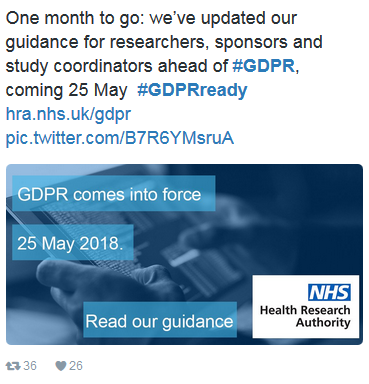 One month to go: we've updated our
guidance for researchers, sponsors and
study coordinators ahead of #GDPR,
coming 25 May #GDPRready
hra.nhs.uk/gdpr
pic.twitter.com/B7R6YMsruA
GDPR comes into force
25 May 2018.
Read our guidance
NHS
Health Research
Authority
36 26